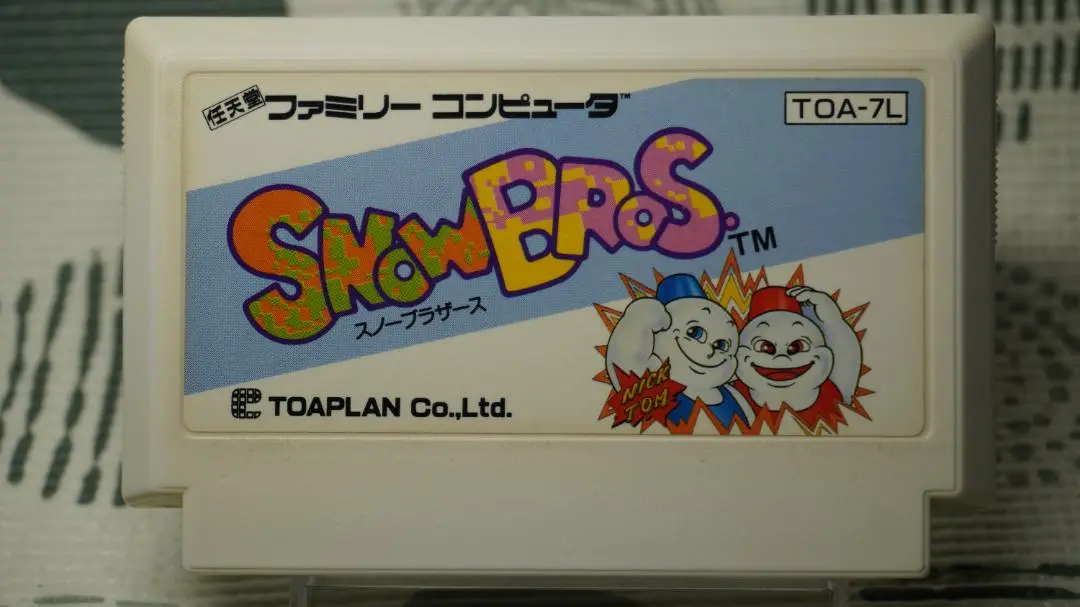 任天堂 ファミリー コンピュータ™
TOA-7L
SNOW BROS.™
スノーブラザース
NICK
TOM
TOAPLAN Co.,Ltd.